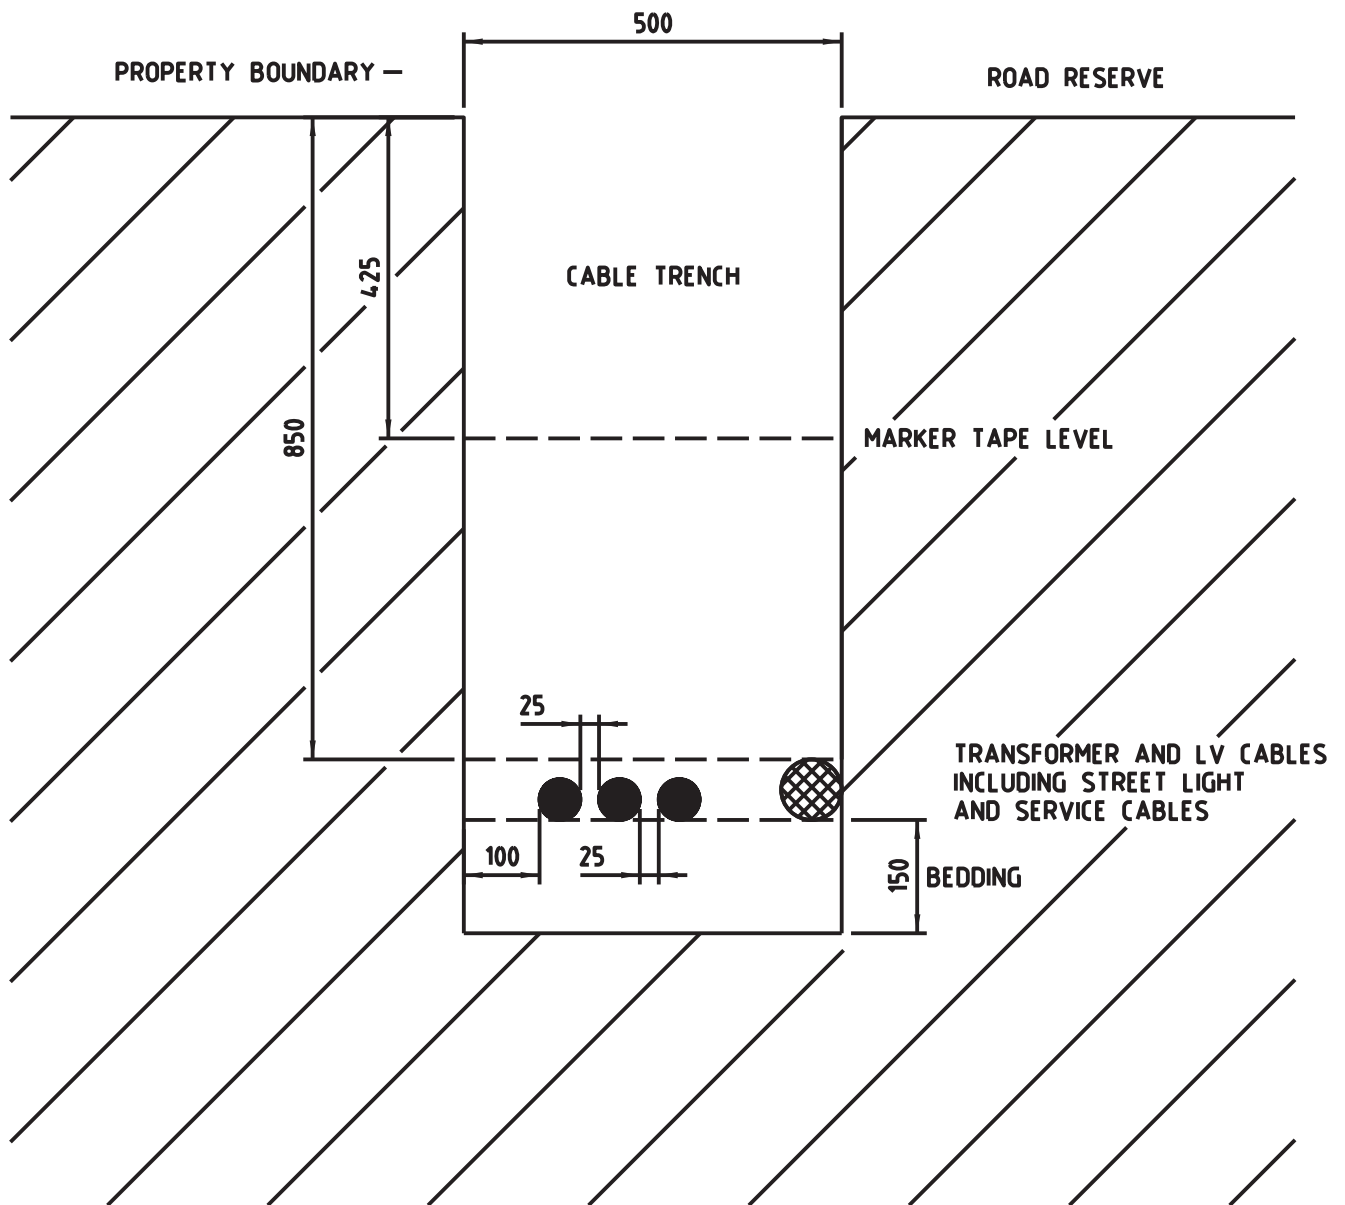 500
PROPERTY BOUNDARY –
ROAD RESERVE
425
CABLE TRENCH
850
MARKER TAPE LEVEL
25
TRANSFORMER AND LV CABLES
INCLUDING STREET LIGHT
AND SERVICE CABLES
100
25
150
BEDDING